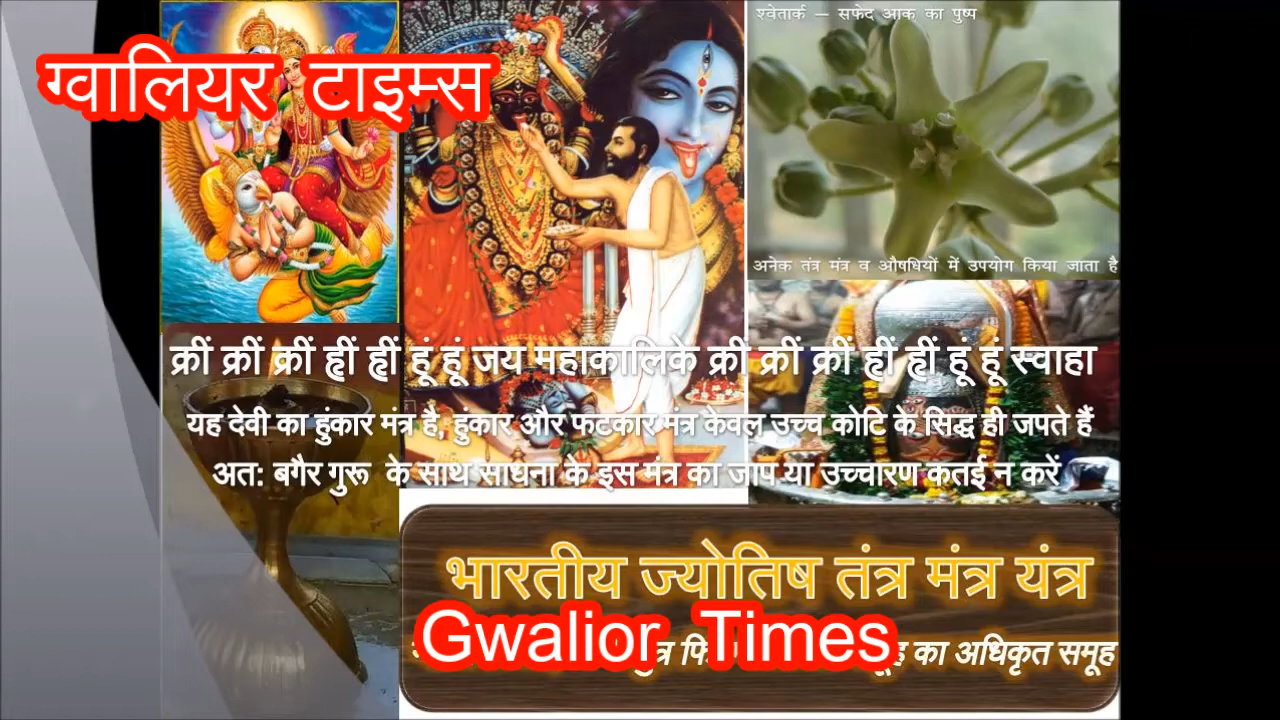 श्वेतार्क – सफेद आक का पुष्प
ग्वालियर टाइम्स
अनेक तंत्र मंत्र व औषधियों में उपयोग किया जाता है
क्रीं क्रीं क्रीं ह्रीं ह्रीं हूं हूं जय महाकालिके क्रीं क्रीं क्रीं ह्रीं ह्रीं हूं हूं स्वाहा
यह देवी का हुंकार मंत्र है, हुंकार और फटकार मंत्र केवल उच्च कोटि के सिद्ध ही जपते हैं
अत: बगैर गुरू के साथ साधना के इस मंत्र का जाप या उच्चारण कतई न करें
भारतीय ज्योतिष तंत्र मंत्र यंत्र
Gwalior Times
का अधिकृत समूह